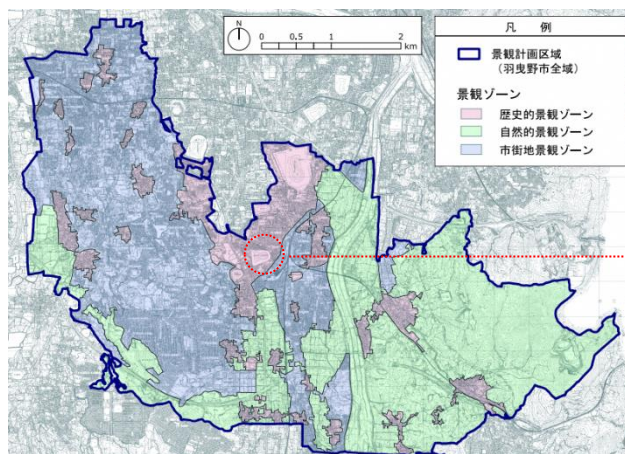 N
0 0.5 1 2
km
凡 例
景観計画区域
(羽曳野市全域)
景観ゾーン
歴史的景観ゾーン
自然的景観ゾーン
市街地景観ゾーン